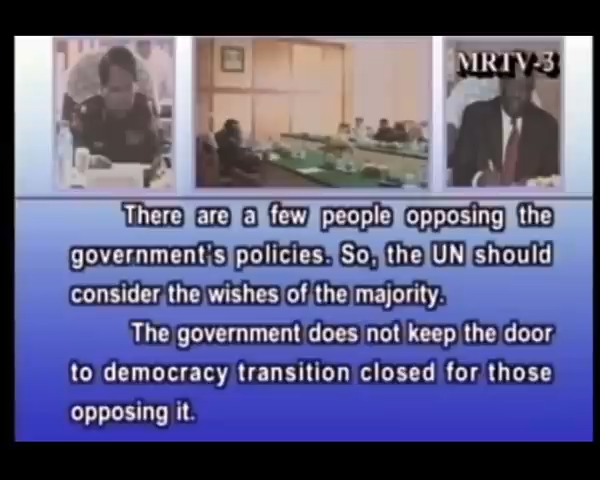 MRTV-3
There are a few people opposing the
government's policies. So, the UN should
consider the wishes of the majority.
The government does not keep the door
to democracy transition closed for those
opposing it.